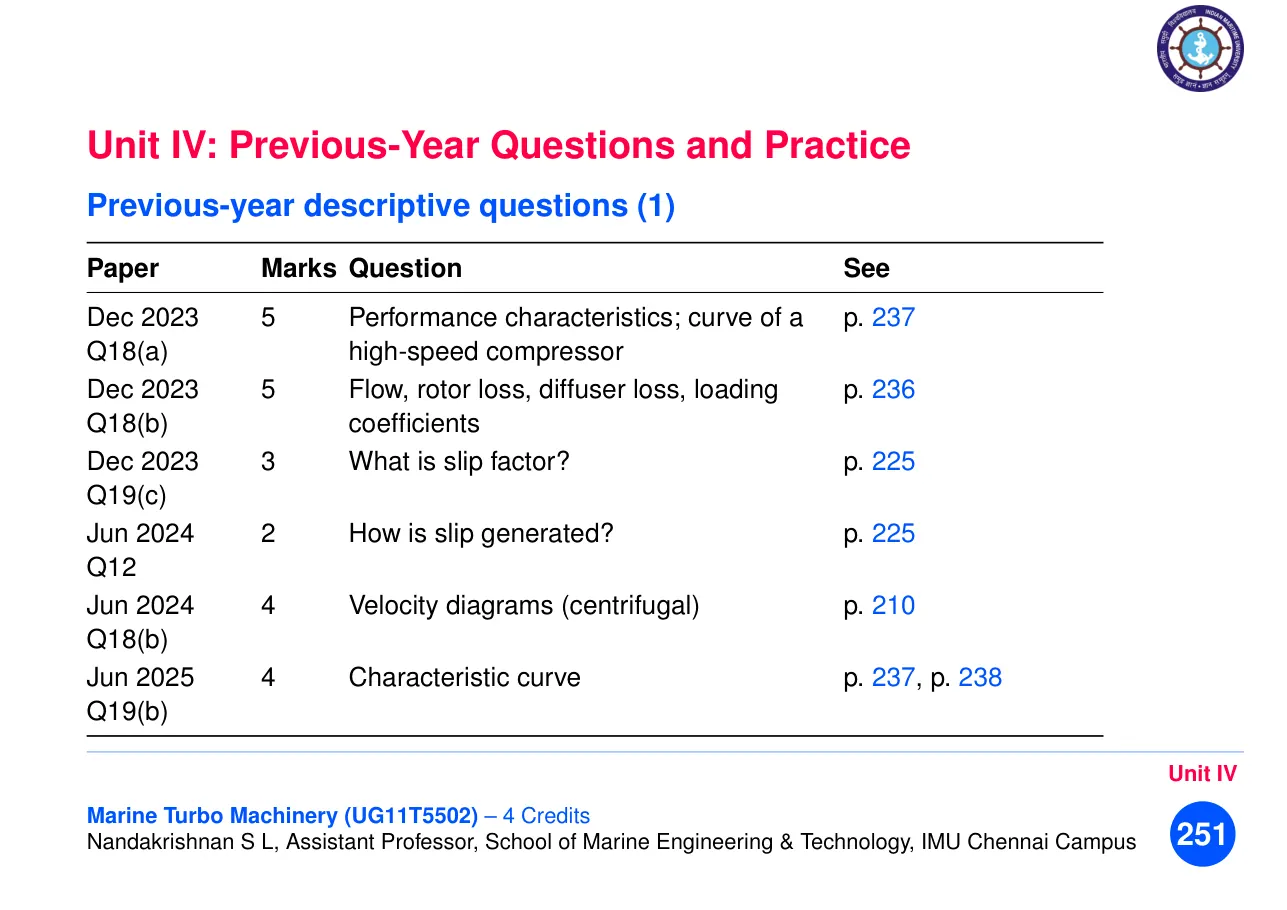 INDIAN MARITIME UNIVERSITY
Unit IV: Previous-Year Questions and Practice
Previous-year descriptive questions (1)
Paper Marks Question See
Dec 2023 5 Performance characteristics; curve of a p. 237
Q18(a) high-speed compressor
Dec 2023 5 Flow, rotor loss, diffuser loss, loading p. 236
Q18(b) coefficients
Dec 2023 3 What is slip factor? p. 225
Q19(c)
Jun 2024 2 How is slip generated? p. 225
Q12
Jun 2024 4 Velocity diagrams (centrifugal) p. 210
Q18(b)
Jun 2025 4 Characteristic curve p. 237, p. 238
Q19(b)
Unit IV
Marine Turbo Machinery (UG11T5502) – 4 Credits
Nandakrishnan S L, Assistant Professor, School of Marine Engineering & Technology, IMU Chennai Campus
251